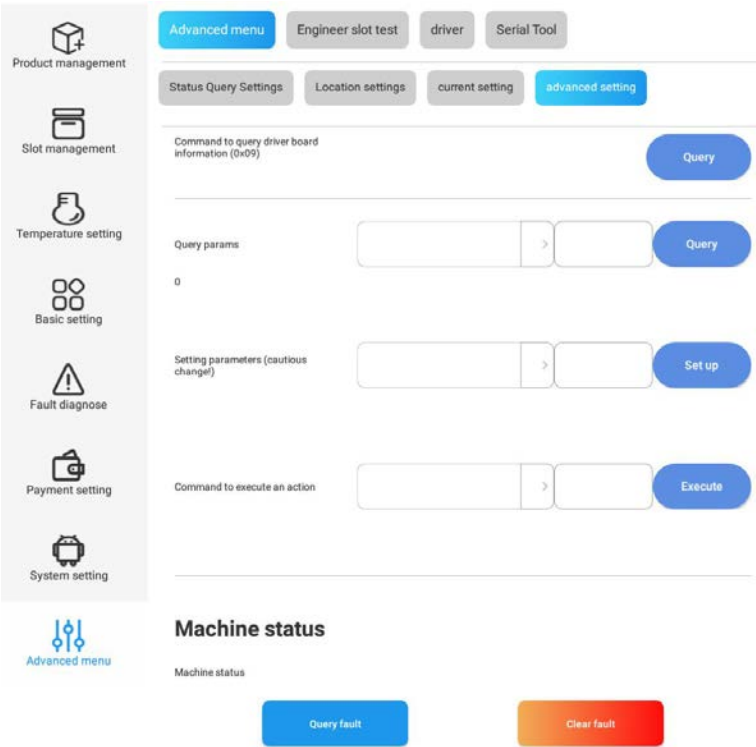 Product management
Slot management
Temperature setting
Basic setting
Fault diagnose
Payment setting
System setting
Advanced menu
Advanced menu
Engineer slot test
driver
Serial Tool
Status Query Settings
Location settings
current setting
advanced setting
Command to query driver board
information (0x09)
Query
Query params
>
Query
0
Setting parameters (cautious
change!)
>
Set up
Command to execute an action
>
Execute
Machine status
Machine status
Query fault
Clear fault